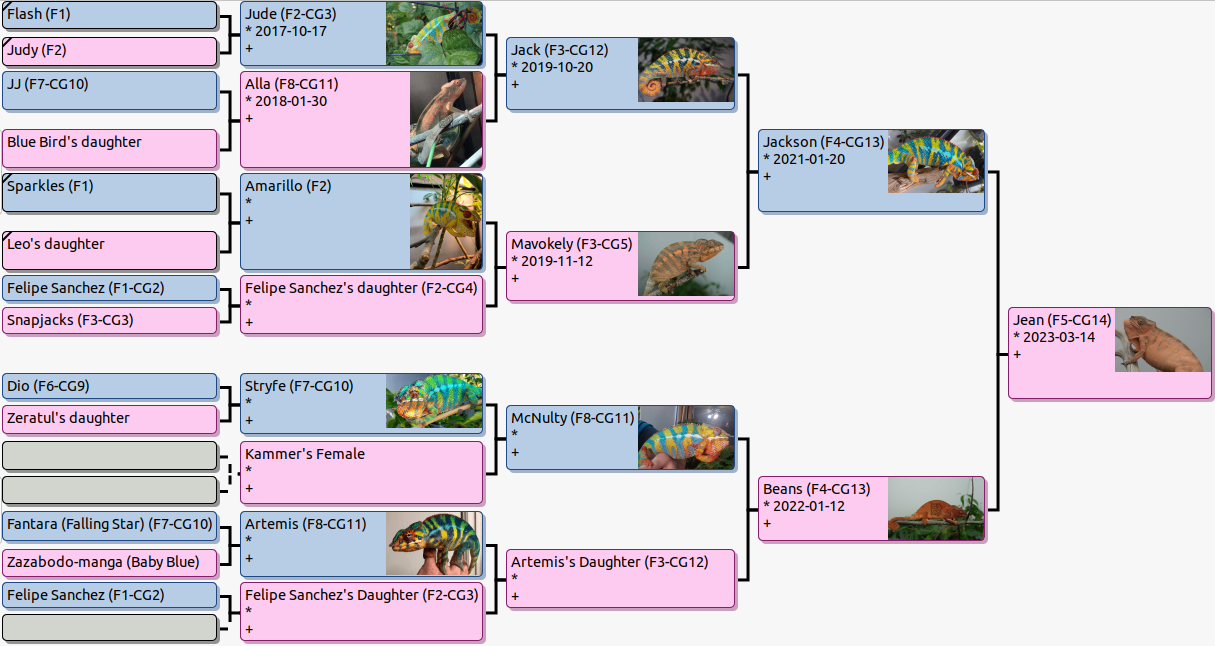 Flash (F1)
Judy (F2)
JJ (F7-CG10)
Blue Bird's daughter
Sparkles (F1)
Leo's daughter
Felipe Sanchez (F1-CG2)
Snapjacks (F3-CG3)
Dio (F6-CG9)
Zeratul's daughter
Fantara (Falling Star) (F7-CG10)
Zazabodo-manga (Baby Blue)
Felipe Sanchez (F1-CG2)
Jude (F2-CG3)
* 2017-10-17
+
Alla (F8-CG11)
* 2018-01-30
+
Amarillo (F2)
*
+
Felipe Sanchez's daughter (F2-CG4)
*
+
Stryfe (F7-CG10)
*
+
Kammer's Female
*
+
Artemis (F8-CG11)
*
+
Felipe Sanchez's Daughter (F2-CG3)
*
+
Jack (F3-CG12)
* 2019-10-20
+
Mavokely (F3-CG5)
* 2019-11-12
+
McNulty (F8-CG11)
*
+
Artemis's Daughter (F3-CG12)
*
+
Jackson (F4-CG13)
* 2021-01-20
+
Beans (F4-CG13)
* 2022-01-12
+
Jean (F5-CG14)
* 2023-03-14
+